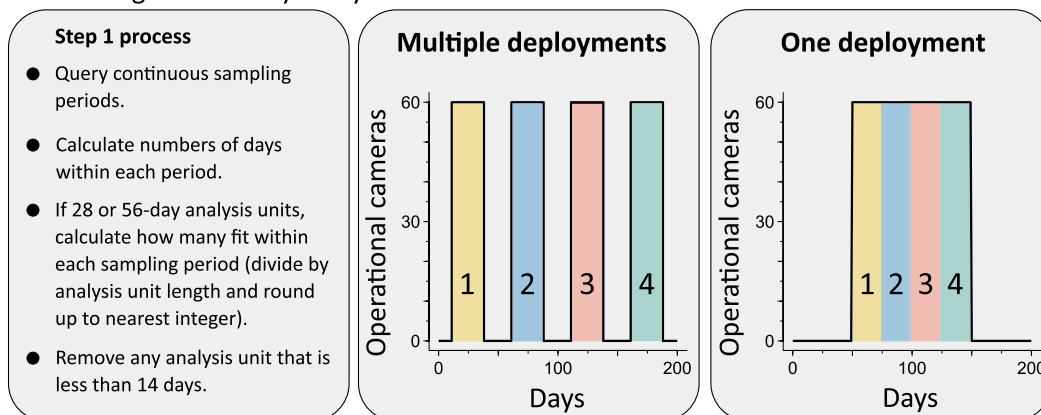 Step 1 process
● Query continuous sampling
periods.
● Calculate numbers of days
within each period.
● If 28 or 56-day analysis units,
calculate how many fit within
each sampling period (divide by
analysis unit length and round
up to nearest integer).
● Remove any analysis unit that is
less than 14 days.
Multiple deployments
Operational cameras
60
30
0
1 2 3 4
0 100 200
Days
One deployment
Operational cameras
60
30
0
1 2 3 4
0 100 200
Days